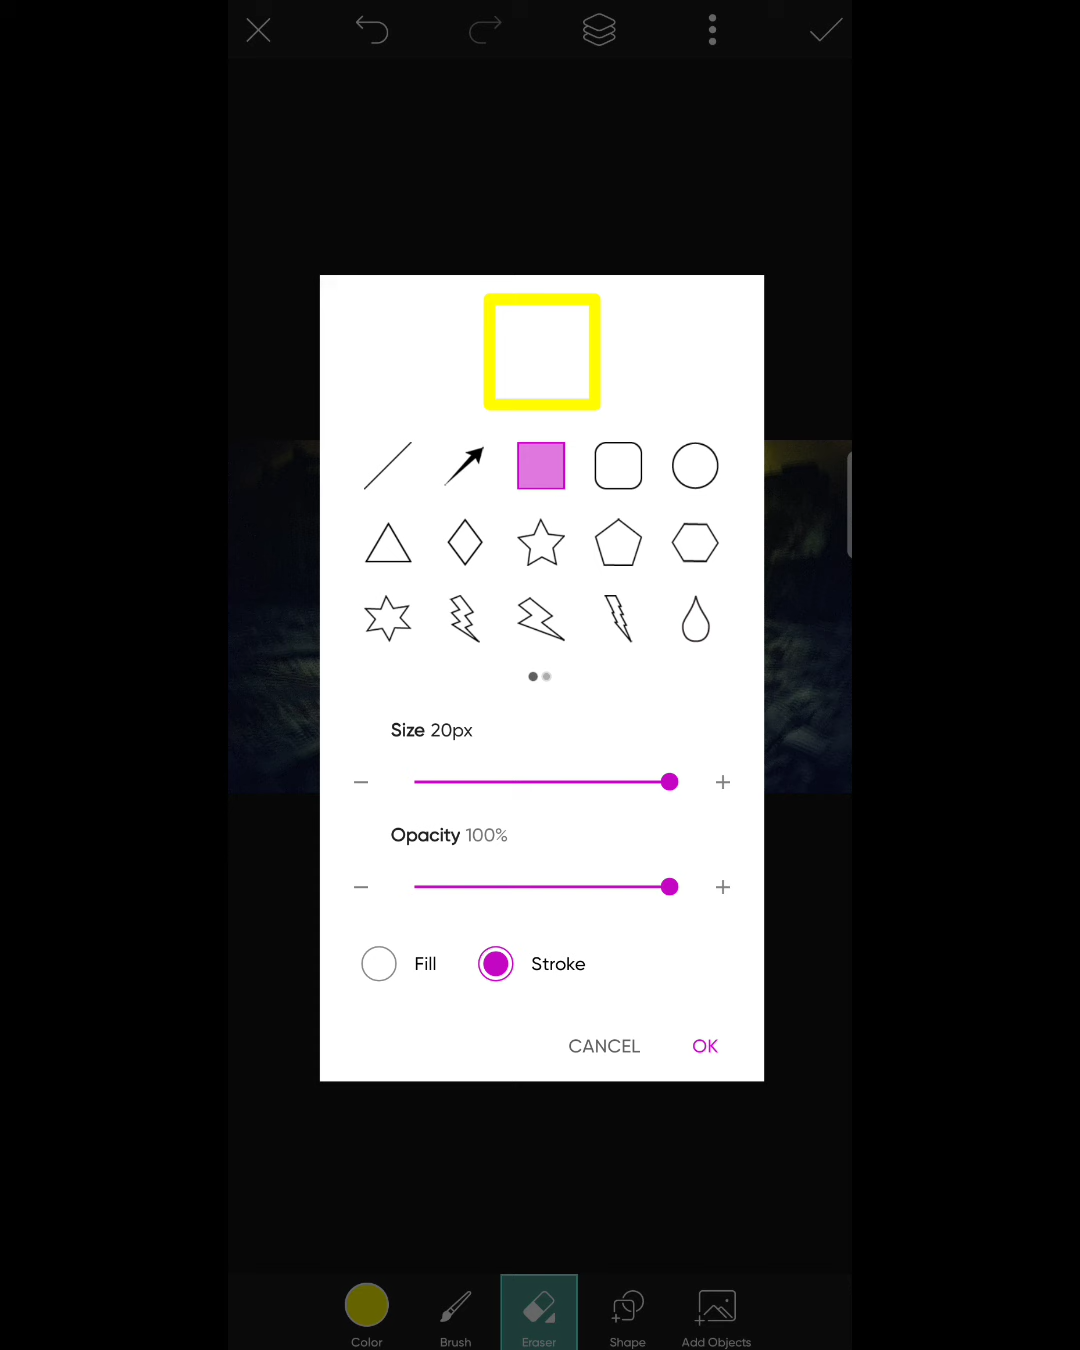 Size 20px
Opacity 100%
Fill Stroke
CANCEL OK
Color Brush Eraser Shape Add Objects